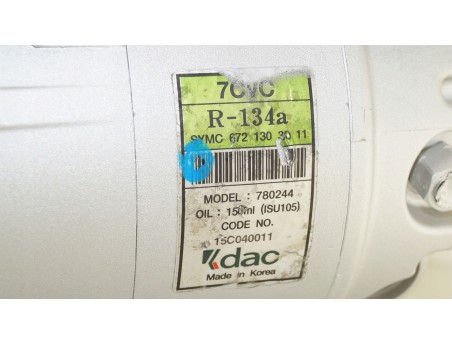 7CVC
R-134a
SYMC 672 130 30 11
MODEL : 780244
OIL : 150ml (ISU105)
CODE NO.
15C040011
dac
Made in Korea